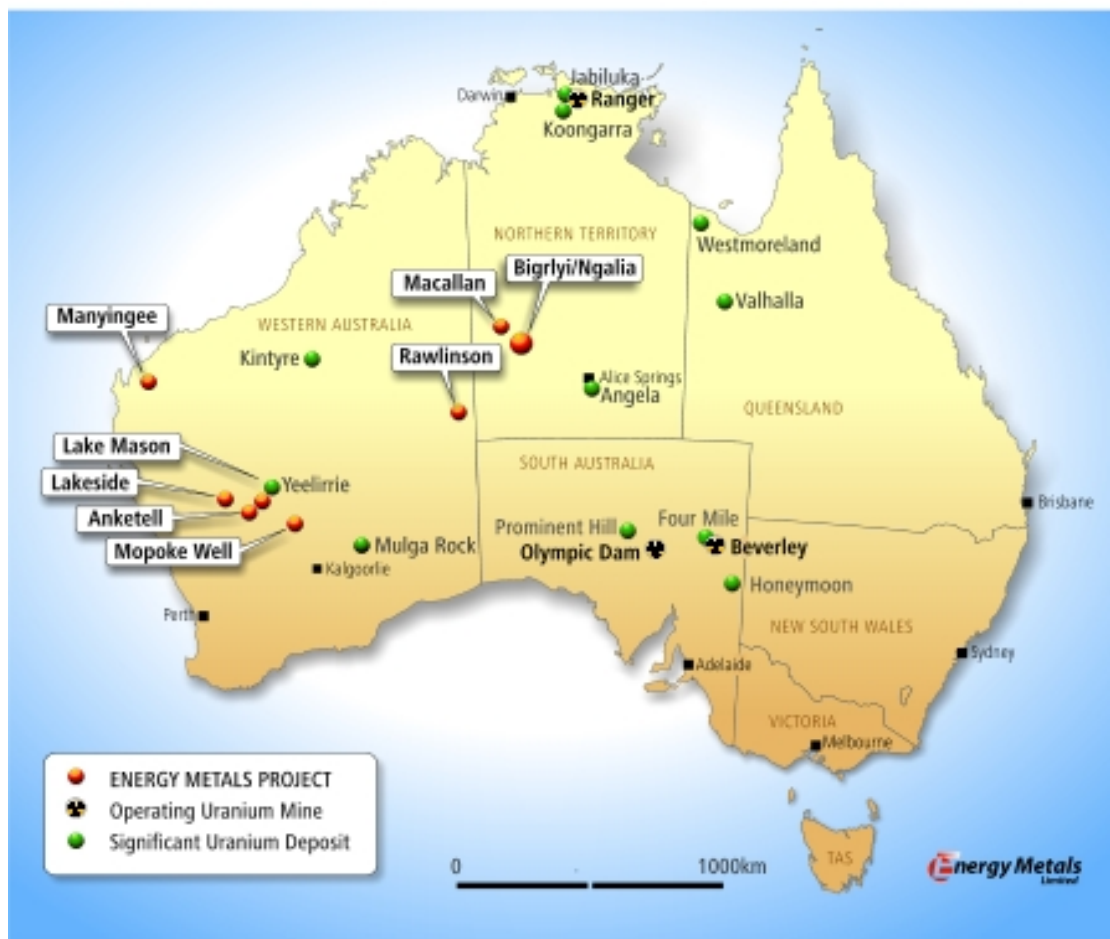 Jabiluka
Darwin
Ranger
Koongarra
NORTHERN TERRITORY
Westmoreland
Bigrlyi/Ngalia
Macallan
Valhalla
Manyingee
WESTERN AUSTRALIA
Kintyre
Rawlinson
Alice Springs
Angela
QUEENSLAND
Lake Mason
SOUTH AUSTRALIA
Lakeside
Yeelirrie
Brisbane
Anketell
Four Mile
Prominent Hill
Mopoke Well
Mulga Rock
Olympic Dam
Beverley
Kalgoorlie
Honeymoon
Perth
NEW SOUTH WALES
Sydney
Adelaide
VICTORIA
Melbourne
ENERGY METALS PROJECT
Operating Uranium Mine
Significant Uranium Deposit
0 1000km
TAS
Energy Metals
Limited